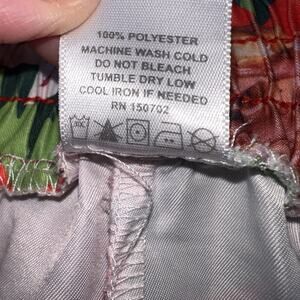 100% POLYESTER
MACHINE WASH COLD
DO NOT BLEACH
TUMBLE DRY LOW
COOL IRON IF NEEDED
RN 150702